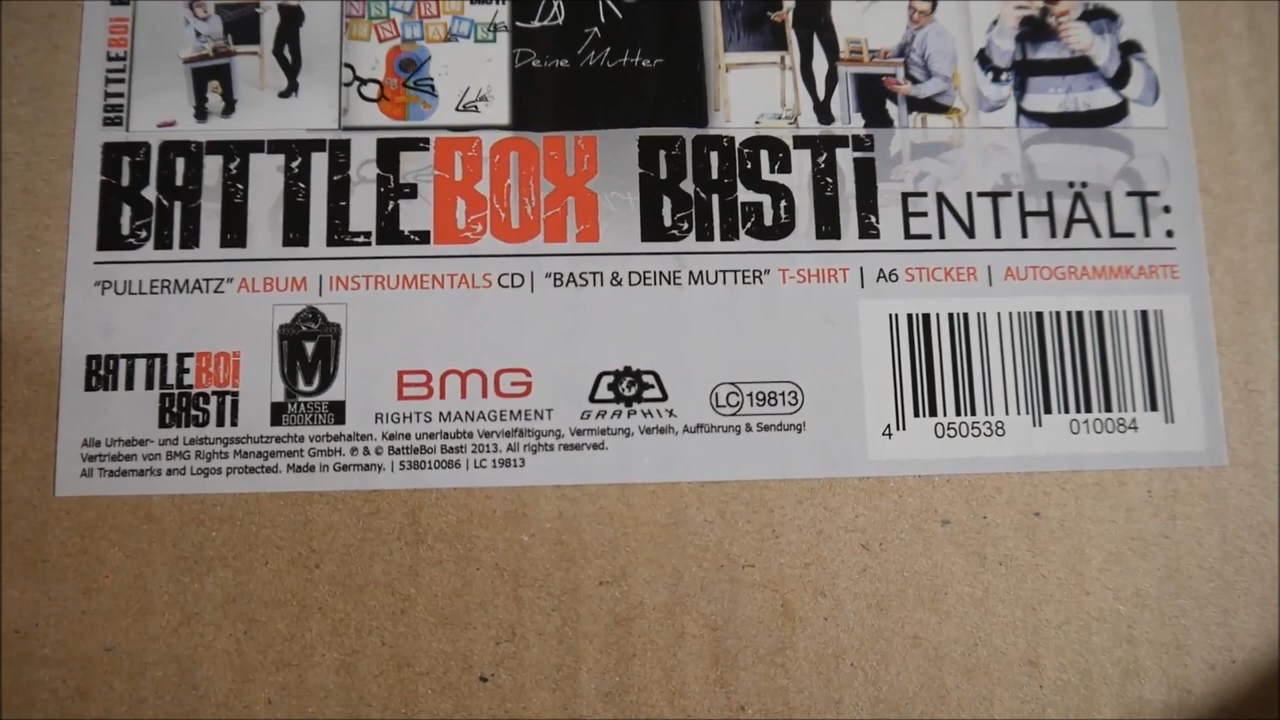 BATTLEBOI
Deine Mutter
BATTLEBOX BASTi ENTHÄLT:
"PULLERMATZ" ALBUM | INSTRUMENTALS CD | "BASTI & DEINE MUTTER" T-SHIRT | A6 STICKER | AUTOGRAMMKARTE
BATTLEBOi
BASTi
M
MASSE
BOOKING
BMG
RIGHTS MANAGEMENT
GRAPHIX
LC 19813
4 050538 010084
Alle Urheber- und Leistungsschutzrechte vorbehalten. Keine unerlaubte Vervielfältigung, Vermietung, Verleih, Aufführung & Sendung!
Vertrieben von BMG Rights Management GmbH. ℗ & © BattleBoi Basti 2013. All rights reserved.
All Trademarks and Logos protected. Made in Germany. | 538010086 | LC 19813